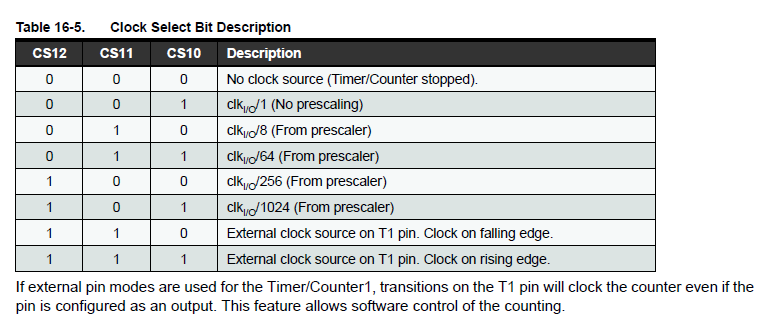 Table 16-5. Clock Select Bit Description
CS12 CS11 CS10 Description
0 0 0 No clock source (Timer/Counter stopped).
0 0 1 clkI/O/1 (No prescaling)
0 1 0 clkI/O/8 (From prescaler)
0 1 1 clkI/O/64 (From prescaler)
1 0 0 clkI/O/256 (From prescaler)
1 0 1 clkI/O/1024 (From prescaler)
1 1 0 External clock source on T1 pin. Clock on falling edge.
1 1 1 External clock source on T1 pin. Clock on rising edge.
If external pin modes are used for the Timer/Counter1, transitions on the T1 pin will clock the counter even if the
pin is configured as an output. This feature allows software control of the counting.